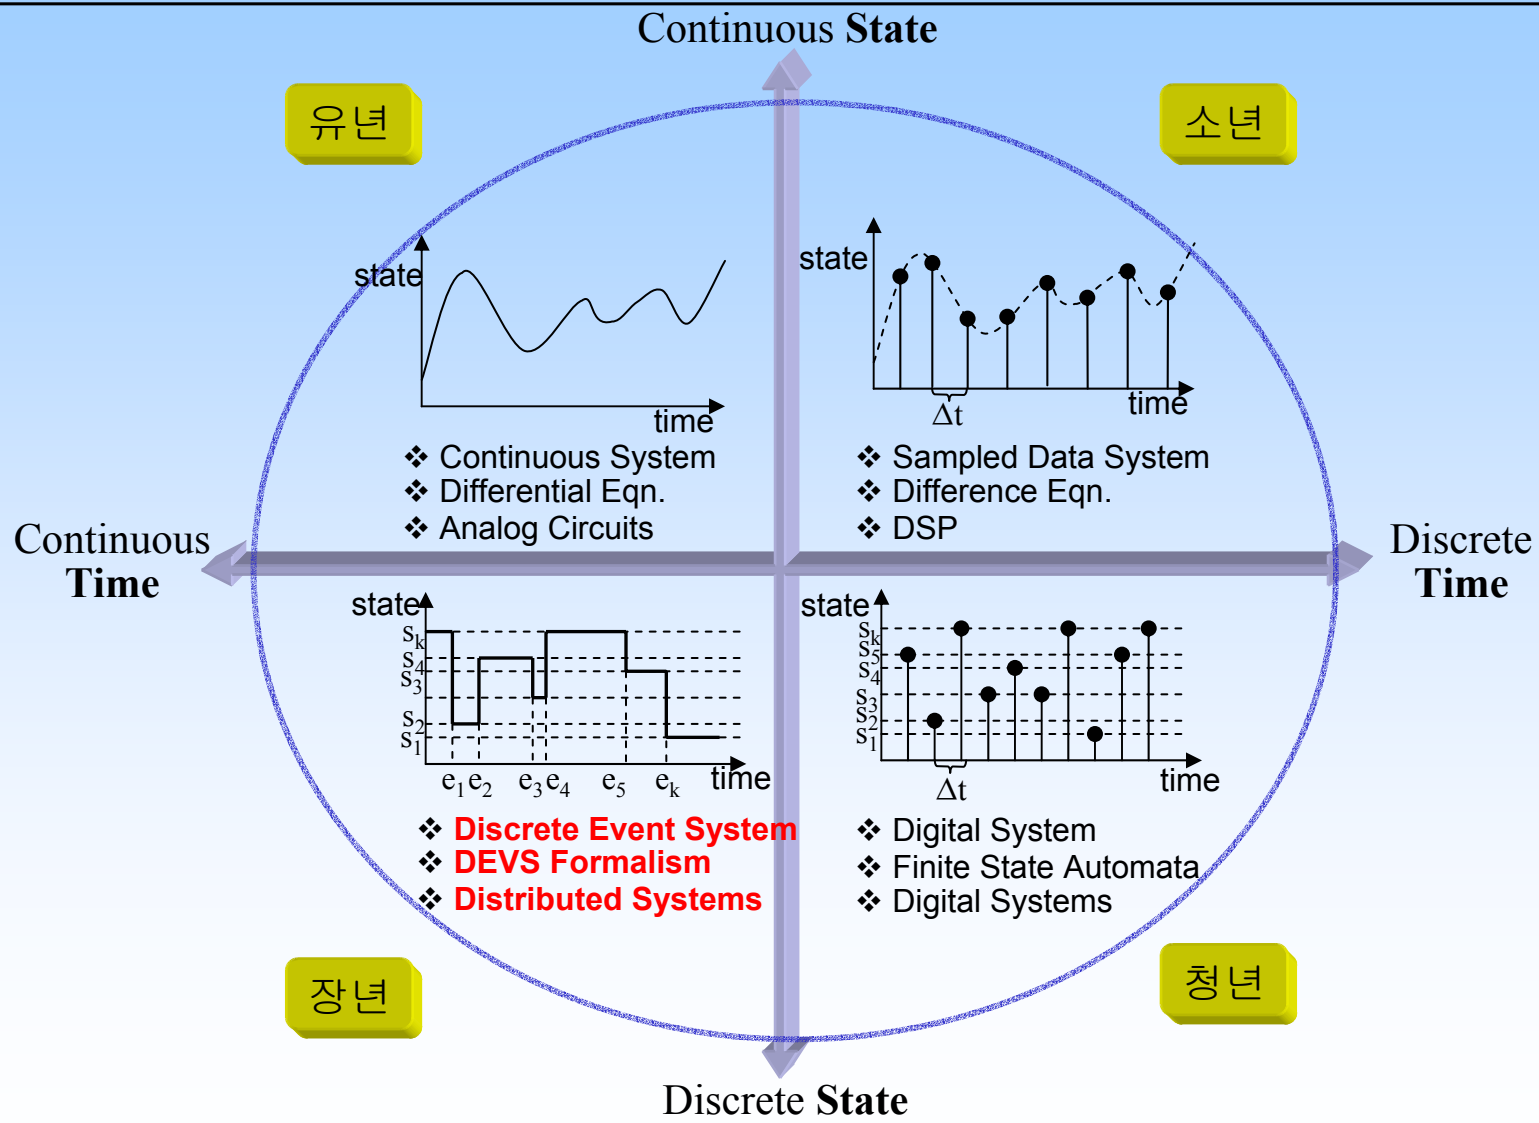 Continuous State
유년
소년
state
time
❖ Continuous System
❖ Differential Eqn.
❖ Analog Circuits
state
Δt
time
❖ Sampled Data System
❖ Difference Eqn.
❖ DSP
Continuous
Time
Discrete
Time
state
sk
s4
s3
s2
s1
e1 e2 e3 e4 e5 ek time
❖ Discrete Event System
❖ DEVS Formalism
❖ Distributed Systems
state
sk
s5
s4
s3
s2
s1
Δt
time
❖ Digital System
❖ Finite State Automata
❖ Digital Systems
장년
청년
Discrete State